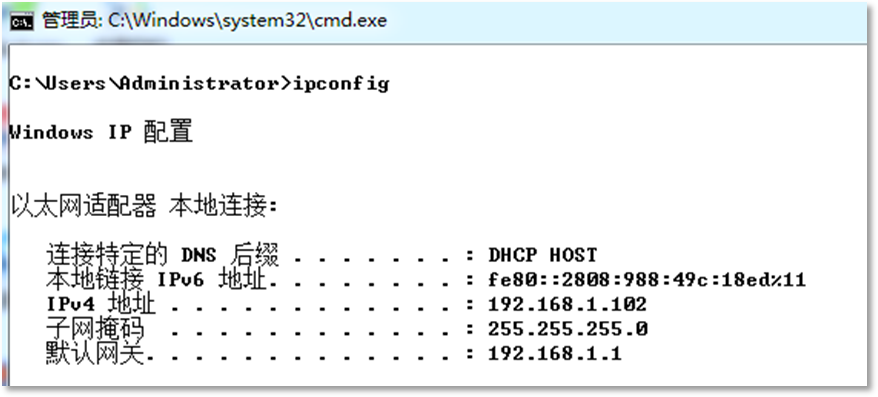 管理员: C:\Windows\system32\cmd.exe
C:\Users\Administrator>ipconfig
Windows IP 配置
以太网适配器 本地连接:
连接特定的 DNS 后缀 . . . . . . . : DHCP HOST
本地链接 IPv6 地址. . . . . . . . : fe80::2808:988:49c:18ed%11
IPv4 地址 . . . . . . . . . . . . : 192.168.1.102
子网掩码  . . . . . . . . . . . . : 255.255.255.0
默认网关. . . . . . . . . . . . . : 192.168.1.1